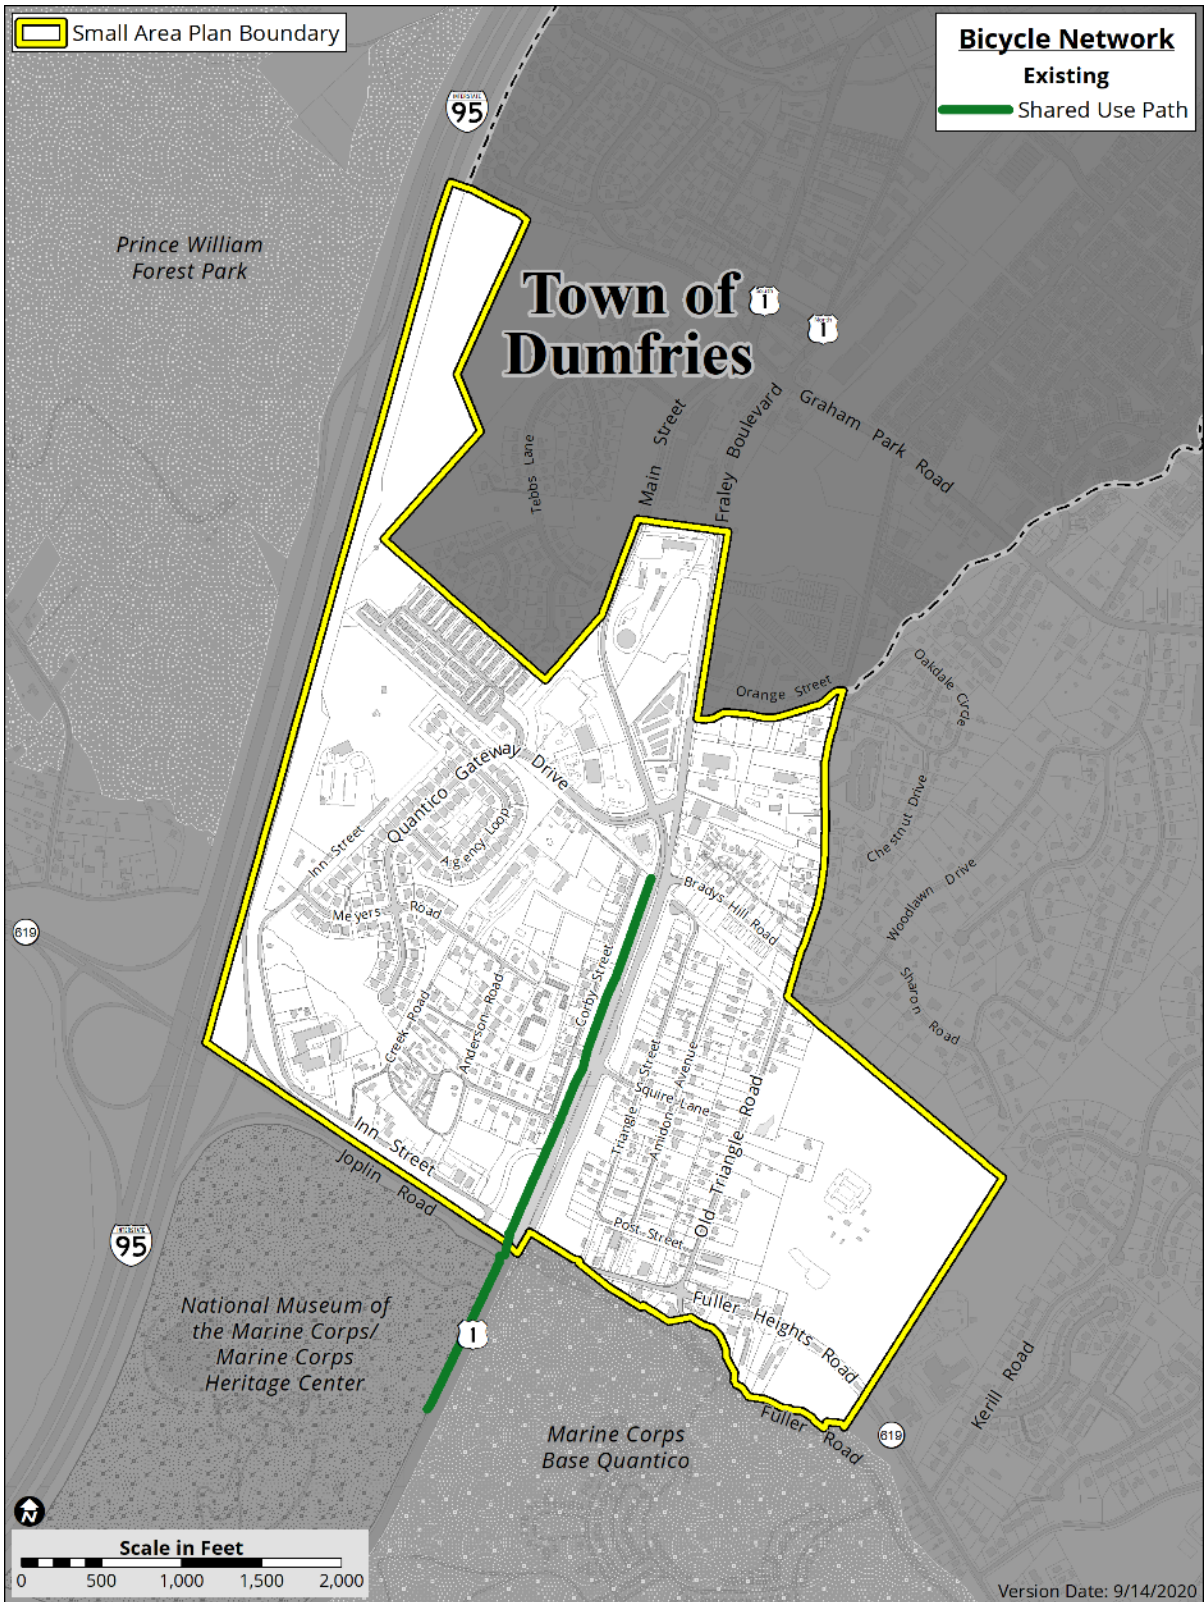 Small Area Plan Boundary
Bicycle Network
Existing
Shared Use Path
INTERSTATE
95
Prince William
Forest Park
Town of
Dumfries
South
1
North
1
Graham Park Road
Main Street
Fraley Boulevard
Tebbs Lane
Orange Street
Oakdale Circle
Quantico Gateway Drive
Chestnut Drive
Inn Street
Agency Loop
Woodlawn Drive
Bradys Hill Road
Meyers Road
619
Corby Street
Sharon Road
Anderson Road
Creek Road
Triangle Street
Amidon Avenue
Squire Lane
Old Triangle Road
Inn Street
Joplin Road
Post Street
INTERSTATE
95
National Museum of
the Marine Corps/
Marine Corps
Heritage Center
1
Fuller Heights Road
Kerill Road
Fuller Road
619
Marine Corps
Base Quantico
N
Scale in Feet
0 500 1,000 1,500 2,000
Version Date: 9/14/2020